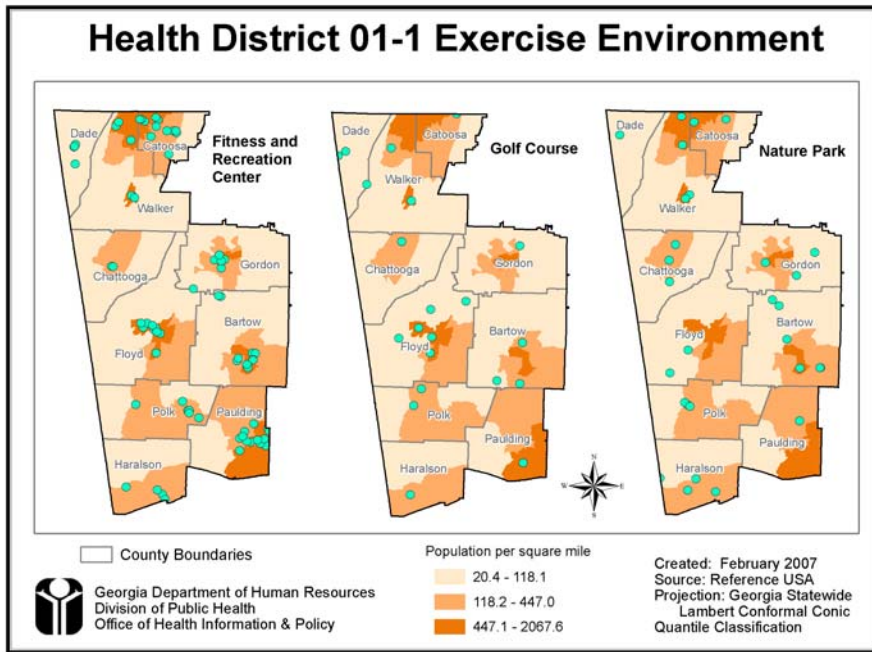 Health District 01-1 Exercise Environment
Dade
Catoosa
Fitness and
Recreation
Center
Walker
Chattooga
Gordon
Bartow
Floyd
Polk
Paulding
Haralson
Dade
Catoosa
Golf Course
Walker
Chattooga
Gordon
Bartow
Floyd
Polk
Paulding
Haralson
Dade
Catoosa
Nature Park
Walker
Chattooga
Gordon
Bartow
Floyd
Polk
Paulding
Haralson
N
W
E
S
County Boundaries
Georgia Department of Human Resources
Division of Public Health
Office of Health Information & Policy
Population per square mile
20.4 - 118.1
118.2 - 447.0
447.1 - 2067.6
Created: February 2007
Source: Reference USA
Projection: Georgia Statewide
Lambert Conformal Conic
Quantile Classification